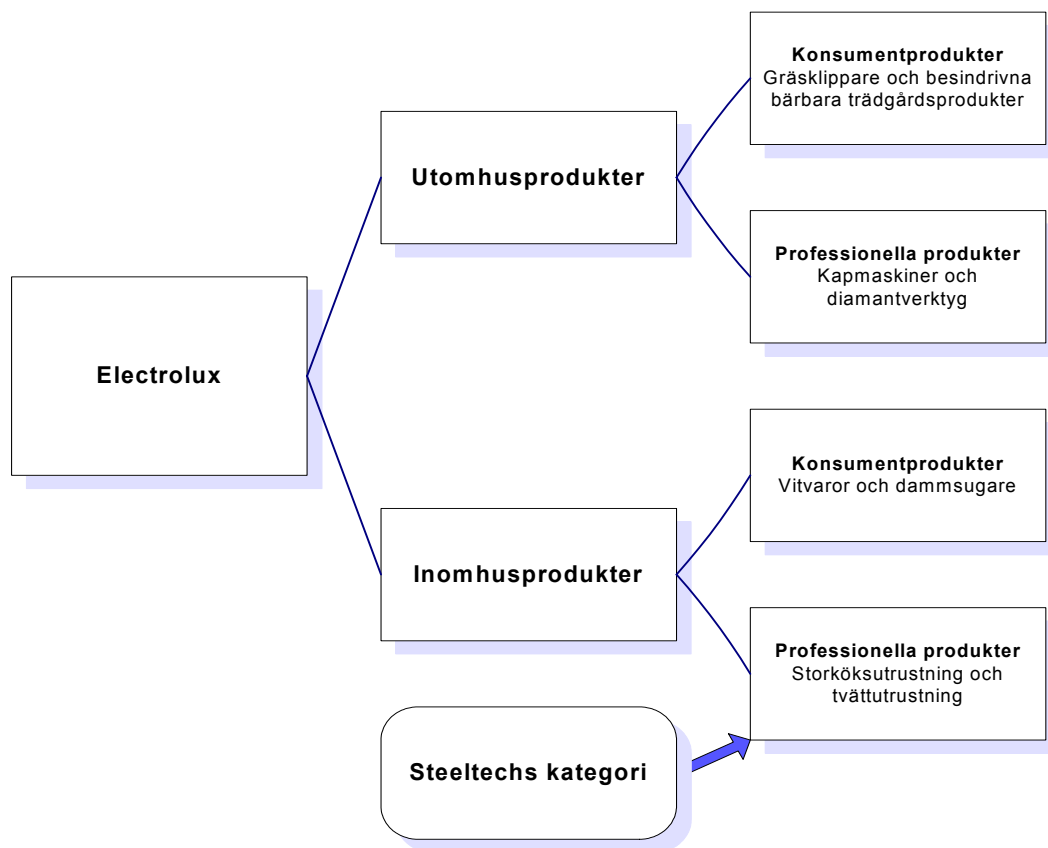 Konsumentprodukter
Gräsklippare och besindrivna
bärbara trädgårdsprodukter
Utomhusprodukter
Professionella produkter
Kapmaskiner och
diamantverktyg
Electrolux
Konsumentprodukter
Vitvaror och dammsugare
Inomhusprodukter
Professionella produkter
Storköksutrustning och
tvättutrustning
Steeltechs kategori